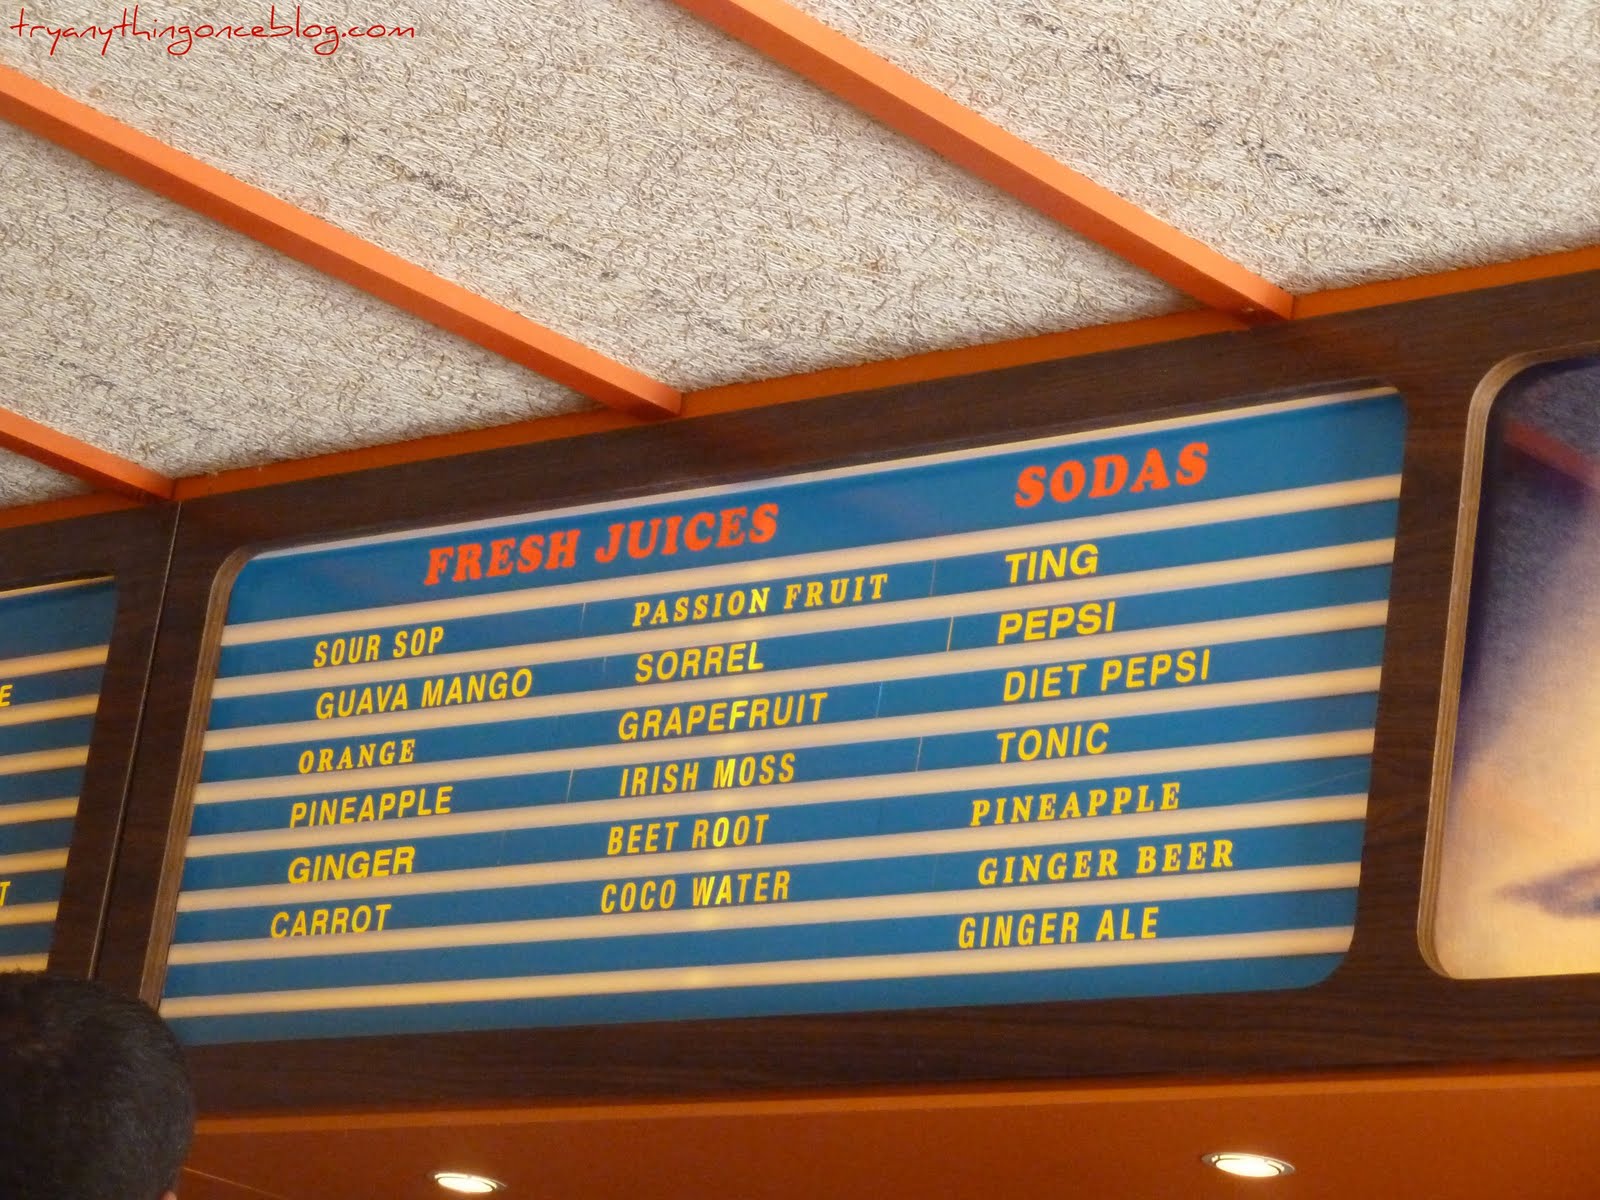 tryanythingonceblog.com
FRESH JUICES
SOUR SOP
GUAVA MANGO
ORANGE
PINEAPPLE
GINGER
CARROT
PASSION FRUIT
SORREL
GRAPEFRUIT
IRISH MOSS
BEET ROOT
COCO WATER
SODAS
TING
PEPSI
DIET PEPSI
TONIC
PINEAPPLE
GINGER BEER
GINGER ALE